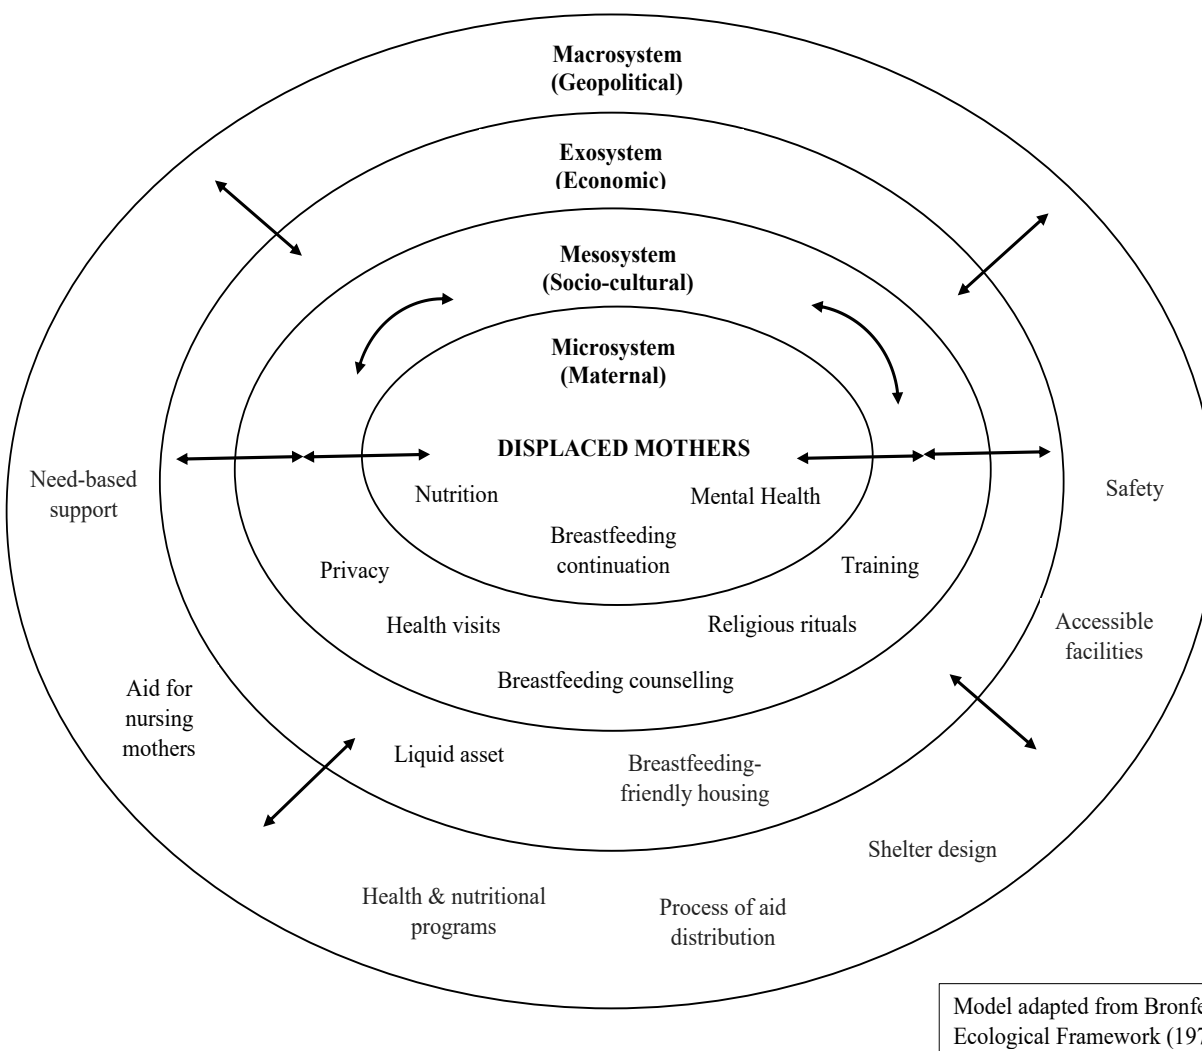 Macrosystem
(Geopolitical)
Exosystem
(Economic)
Mesosystem
(Socio-cultural)
Microsystem
(Maternal)
DISPLACED MOTHERS
Nutrition
Mental Health
Breastfeeding
continuation
Need-based
support
Safety
Privacy
Training
Health visits
Religious rituals
Accessible
facilities
Breastfeeding counselling
Aid for
nursing
mothers
Liquid asset
Breastfeeding-
friendly housing
Shelter design
Health & nutritional
programs
Process of aid
distribution
Model adapted from
Ecological Framework